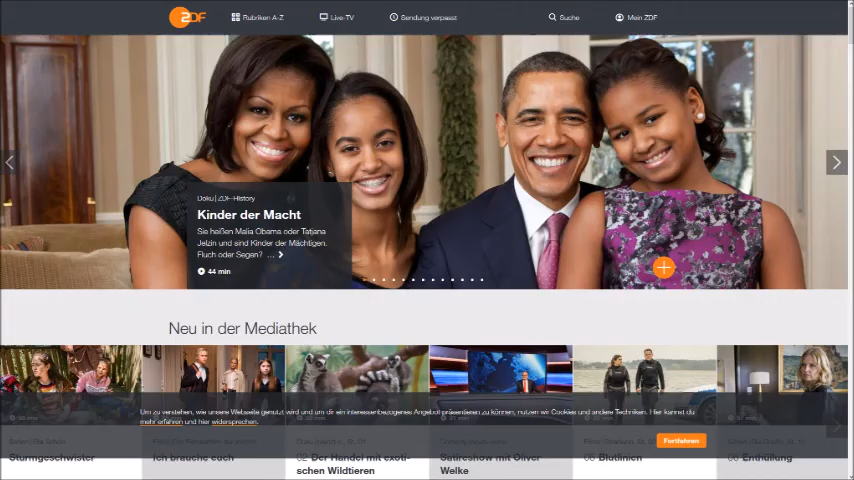 ZDF
Rubriken A-Z
Live-TV
Sendung verpasst
Suche
Mein ZDF
Doku | ZDF-History
Kinder der Macht
Sie heißen Malia Obama oder Tatjana
Jelzin und sind Kinder der Mächtigen.
Fluch oder Segen? ...
44 min
Neu in der Mediathek
Um zu verstehen, wie unsere Webseite genutzt wird und um dir ein interessenbezogenes Angebot präsentieren zu können, nutzen wir Cookies und andere Techniken. Hier kannst du
mehr erfahren und hier widersprechen.
Fortfahren
Sturmgeschwister
Ich brauche euch
02 Der Handel mit exoti-
schen Wildtieren
Satireshow mit Oliver
Welke
Blutlinien
06 Enthüllung